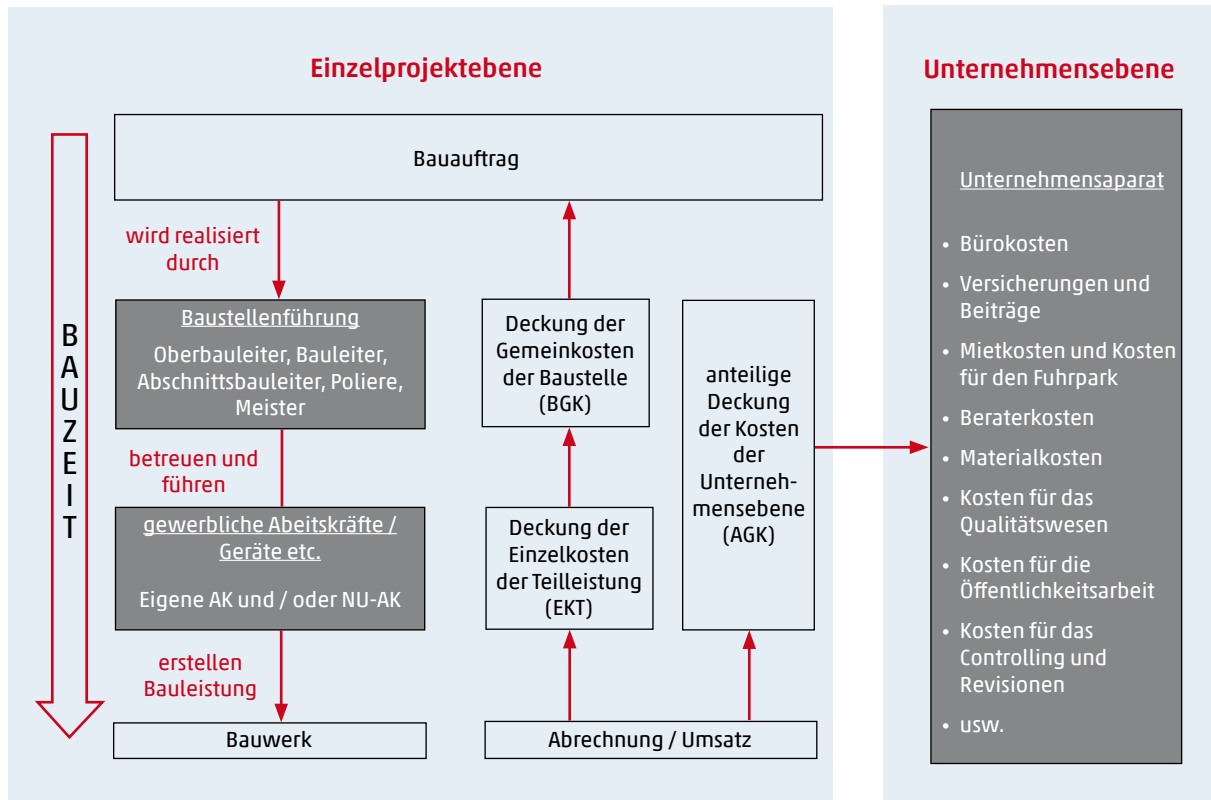 Einzelprojektebene
BAUZEIT
Bauauftrag
wird realisiert
durch
Baustellenführung
Oberbauleiter, Bauleiter,
Abschnittsbauleiter, Poliere,
Meister
betreuen und
führen
gewerbliche Abeitskräfte /
Geräte etc.
Eigene AK und / oder NU-AK
erstellen
Bauleistung
Bauwerk
Deckung der
Gemeinkosten
der Baustelle
(BGK)
Deckung der
Einzelkosten
der Teilleistung
(EKT)
anteilige
Deckung
der Kosten
der
Unterneh-
mensebene
(AGK)
Abrechnung / Umsatz
Unternehmensebene
Unternehmensaparat
• Bürokosten
• Versicherungen und
Beiträge
• Mietkosten und Kosten
für den Fuhrpark
• Beraterkosten
• Materialkosten
• Kosten für das
Qualitätswesen
• Kosten für die
Öffentlichkeitsarbeit
• Kosten für das
Controlling und
Revisionen
• usw.